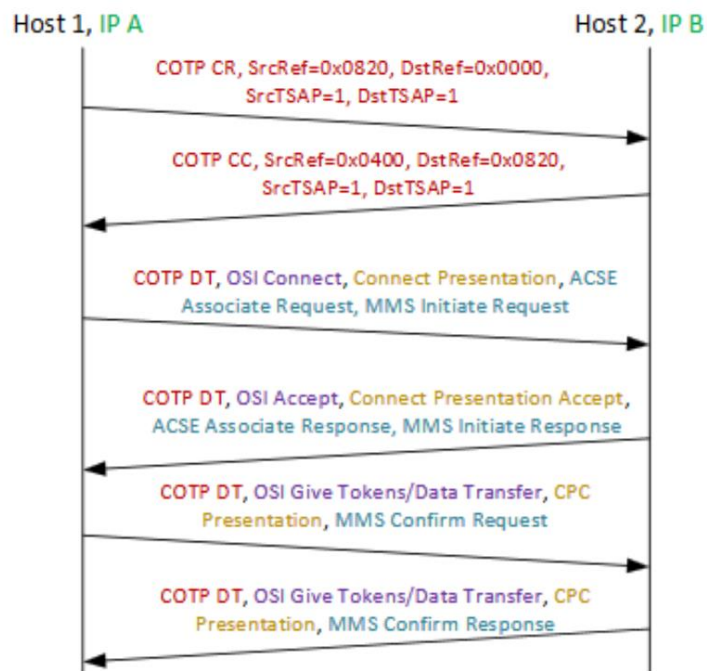 Host 1, IP A
Host 2, IP B
COTP CR, SrcRef=0x0820, DstRef=0x0000,
SrcTSAP=1, DstTSAP=1
COTP CC, SrcRef=0x0400, DstRef=0x0820,
SrcTSAP=1, DstTSAP=1
COTP DT, OSI Connect, Connect Presentation, ACSE
Associate Request, MMS Initiate Request
COTP DT, OSI Accept, Connect Presentation Accept,
ACSE Associate Response, MMS Initiate Response
COTP DT, OSI Give Tokens/Data Transfer, CPC
Presentation, MMS Confirm Request
COTP DT, OSI Give Tokens/Data Transfer, CPC
Presentation, MMS Confirm Response